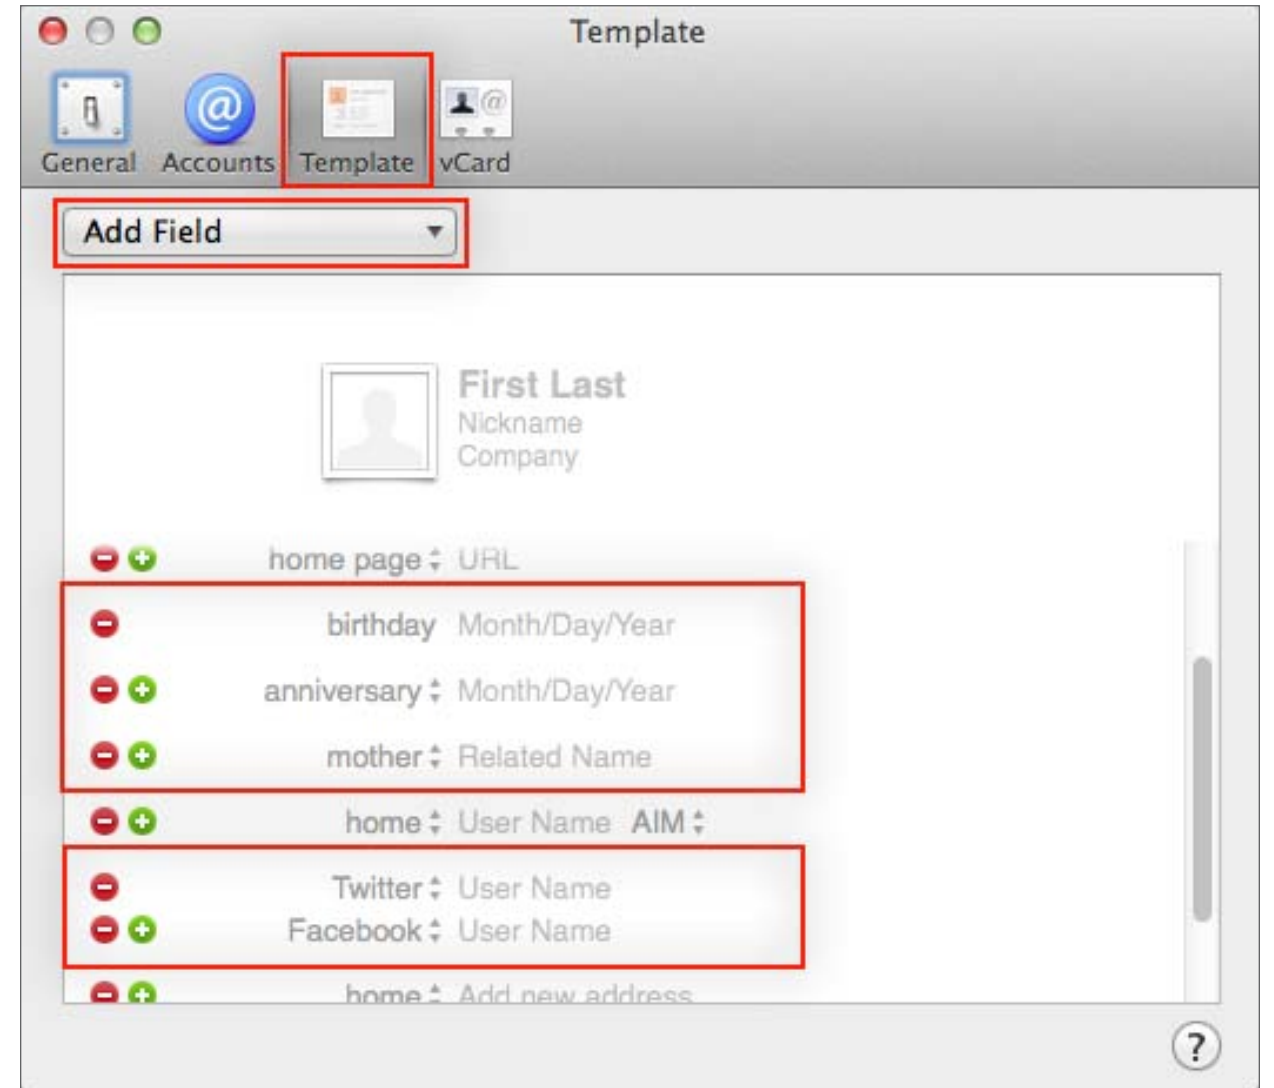 Template
General Accounts Template vCard
Add Field
First Last
Nickname
Company
home page URL
birthday Month/Day/Year
anniversary Month/Day/Year
mother Related Name
home User Name AIM
Twitter User Name
Facebook User Name
home Add new address
?